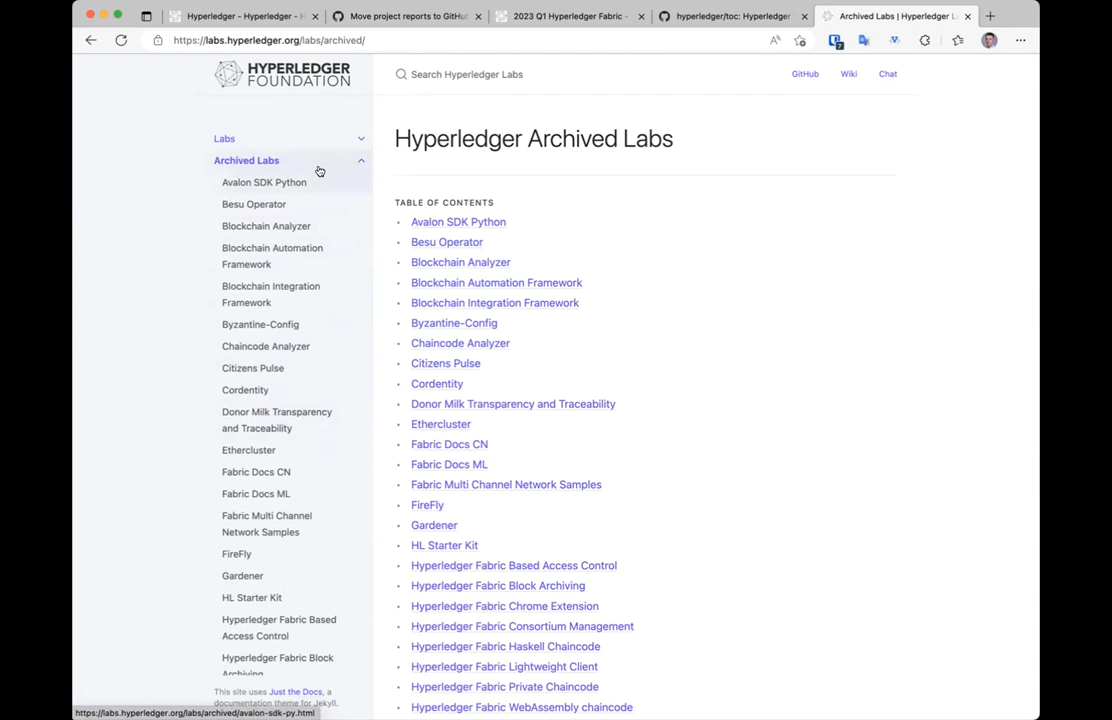 Hyperledger - Hyperledger - H
Move project reports to GitHu
2023 Q1 Hyperledger Fabric -
hyperledger/toc: Hyperledger
Archived Labs | Hyperledger L
https://labs.hyperledger.org/labs/archived/
HYPERLEDGER
FOUNDATION
Search Hyperledger Labs
GitHub
Wiki
Chat
Labs
Archived Labs
Avalon SDK Python
Besu Operator
Blockchain Analyzer
Blockchain Automation
Framework
Blockchain Integration
Framework
Byzantine-Config
Chaincode Analyzer
Citizens Pulse
Cordentity
Donor Milk Transparency
and Traceability
Ethercluster
Fabric Docs CN
Fabric Docs ML
Fabric Multi Channel
Network Samples
FireFly
Gardener
HL Starter Kit
Hyperledger Fabric Based
Access Control
Hyperledger Fabric Block
Archiving
This site uses Just the Docs, a
documentation theme for Jekyll.
https://labs.hyperledger.org/labs/archived/avalon-sdk-py.html
Hyperledger Archived Labs
TABLE OF CONTENTS
Avalon SDK Python
Besu Operator
Blockchain Analyzer
Blockchain Automation Framework
Blockchain Integration Framework
Byzantine-Config
Chaincode Analyzer
Citizens Pulse
Cordentity
Donor Milk Transparency and Traceability
Ethercluster
Fabric Docs CN
Fabric Docs ML
Fabric Multi Channel Network Samples
FireFly
Gardener
HL Starter Kit
Hyperledger Fabric Based Access Control
Hyperledger Fabric Block Archiving
Hyperledger Fabric Chrome Extension
Hyperledger Fabric Consortium Management
Hyperledger Fabric Haskell Chaincode
Hyperledger Fabric Lightweight Client
Hyperledger Fabric Private Chaincode
Hyperledger Fabric WebAssembly chaincode